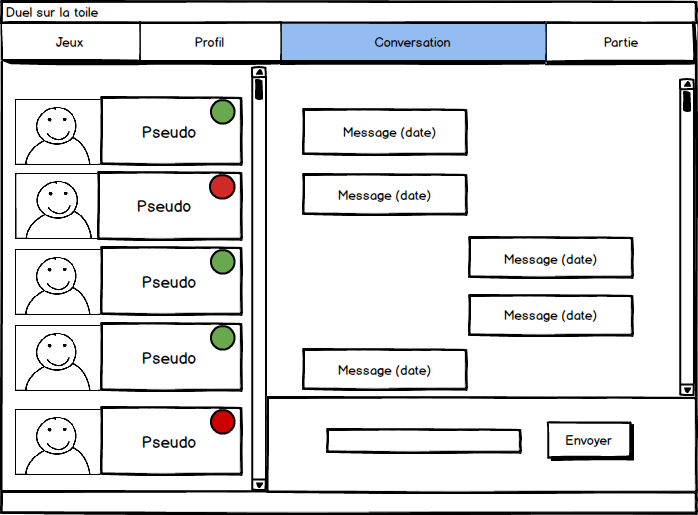 Duel sur la toile
Jeux
Profil
Conversation
Partie
Pseudo
Pseudo
Pseudo
Pseudo
Pseudo
Message (date)
Message (date)
Message (date)
Message (date)
Message (date)
Envoyer